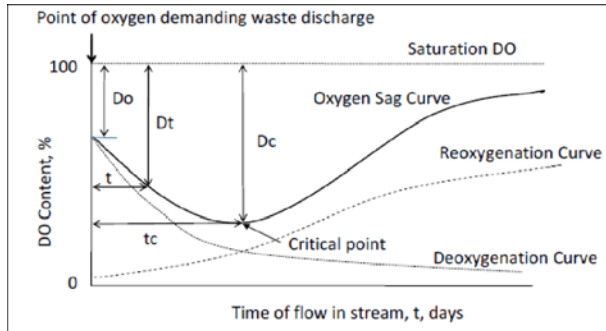 Point of oxygen demanding waste discharge
Saturation DO
100
Do
Dt
Dc
Oxygen Sag Curve
Reoxygenation Curve
t
tc
Critical point
Deoxygenation Curve
0
DO Content, %
Time of flow in stream, t, days